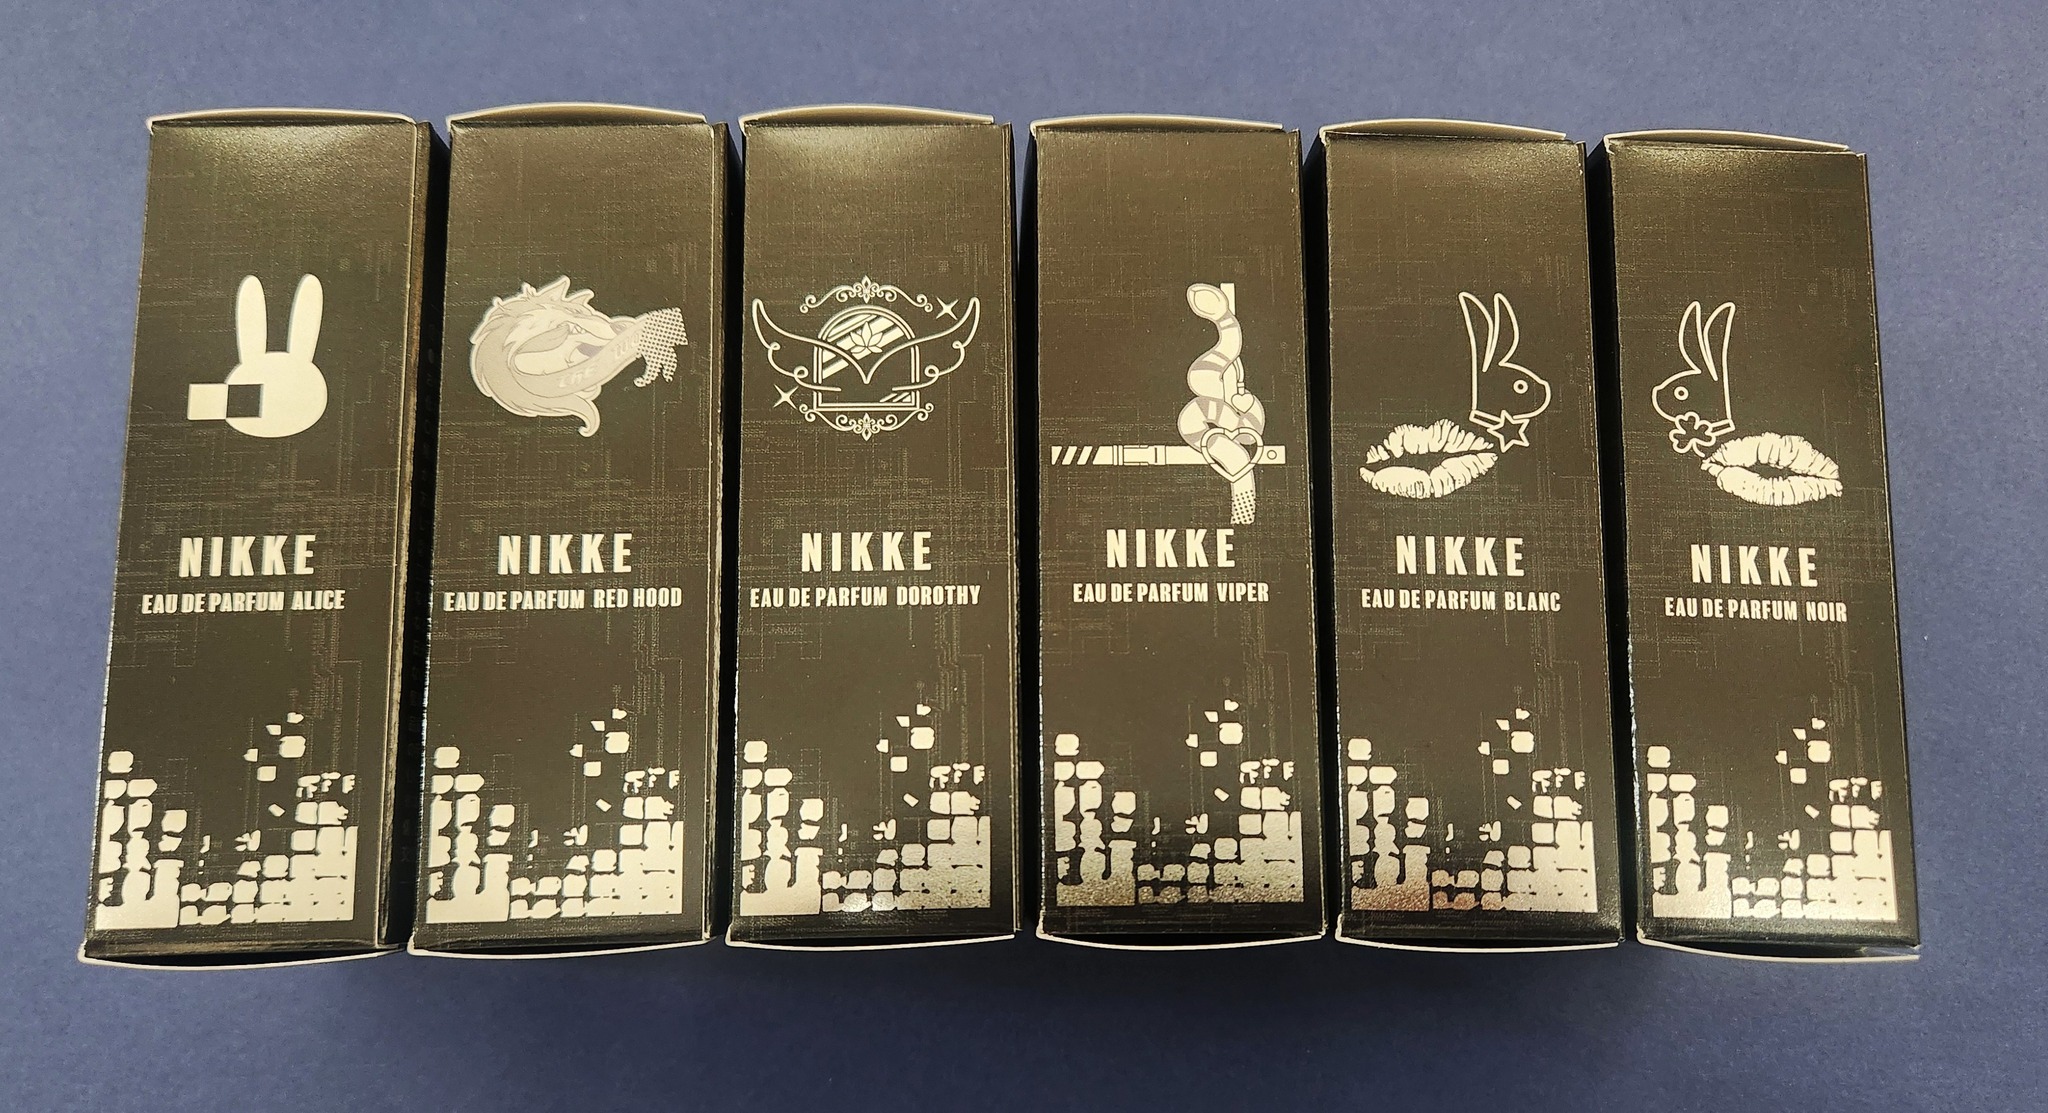 NIKKE
EAU DE PARFUM ALICE
NIKKE
EAU DE PARFUM RED HOOD
NIKKE
EAU DE PARFUM DOROTHY
NIKKE
EAU DE PARFUM VIPER
NIKKE
EAU DE PARFUM BLANC
NIKKE
EAU DE PARFUM NOIR